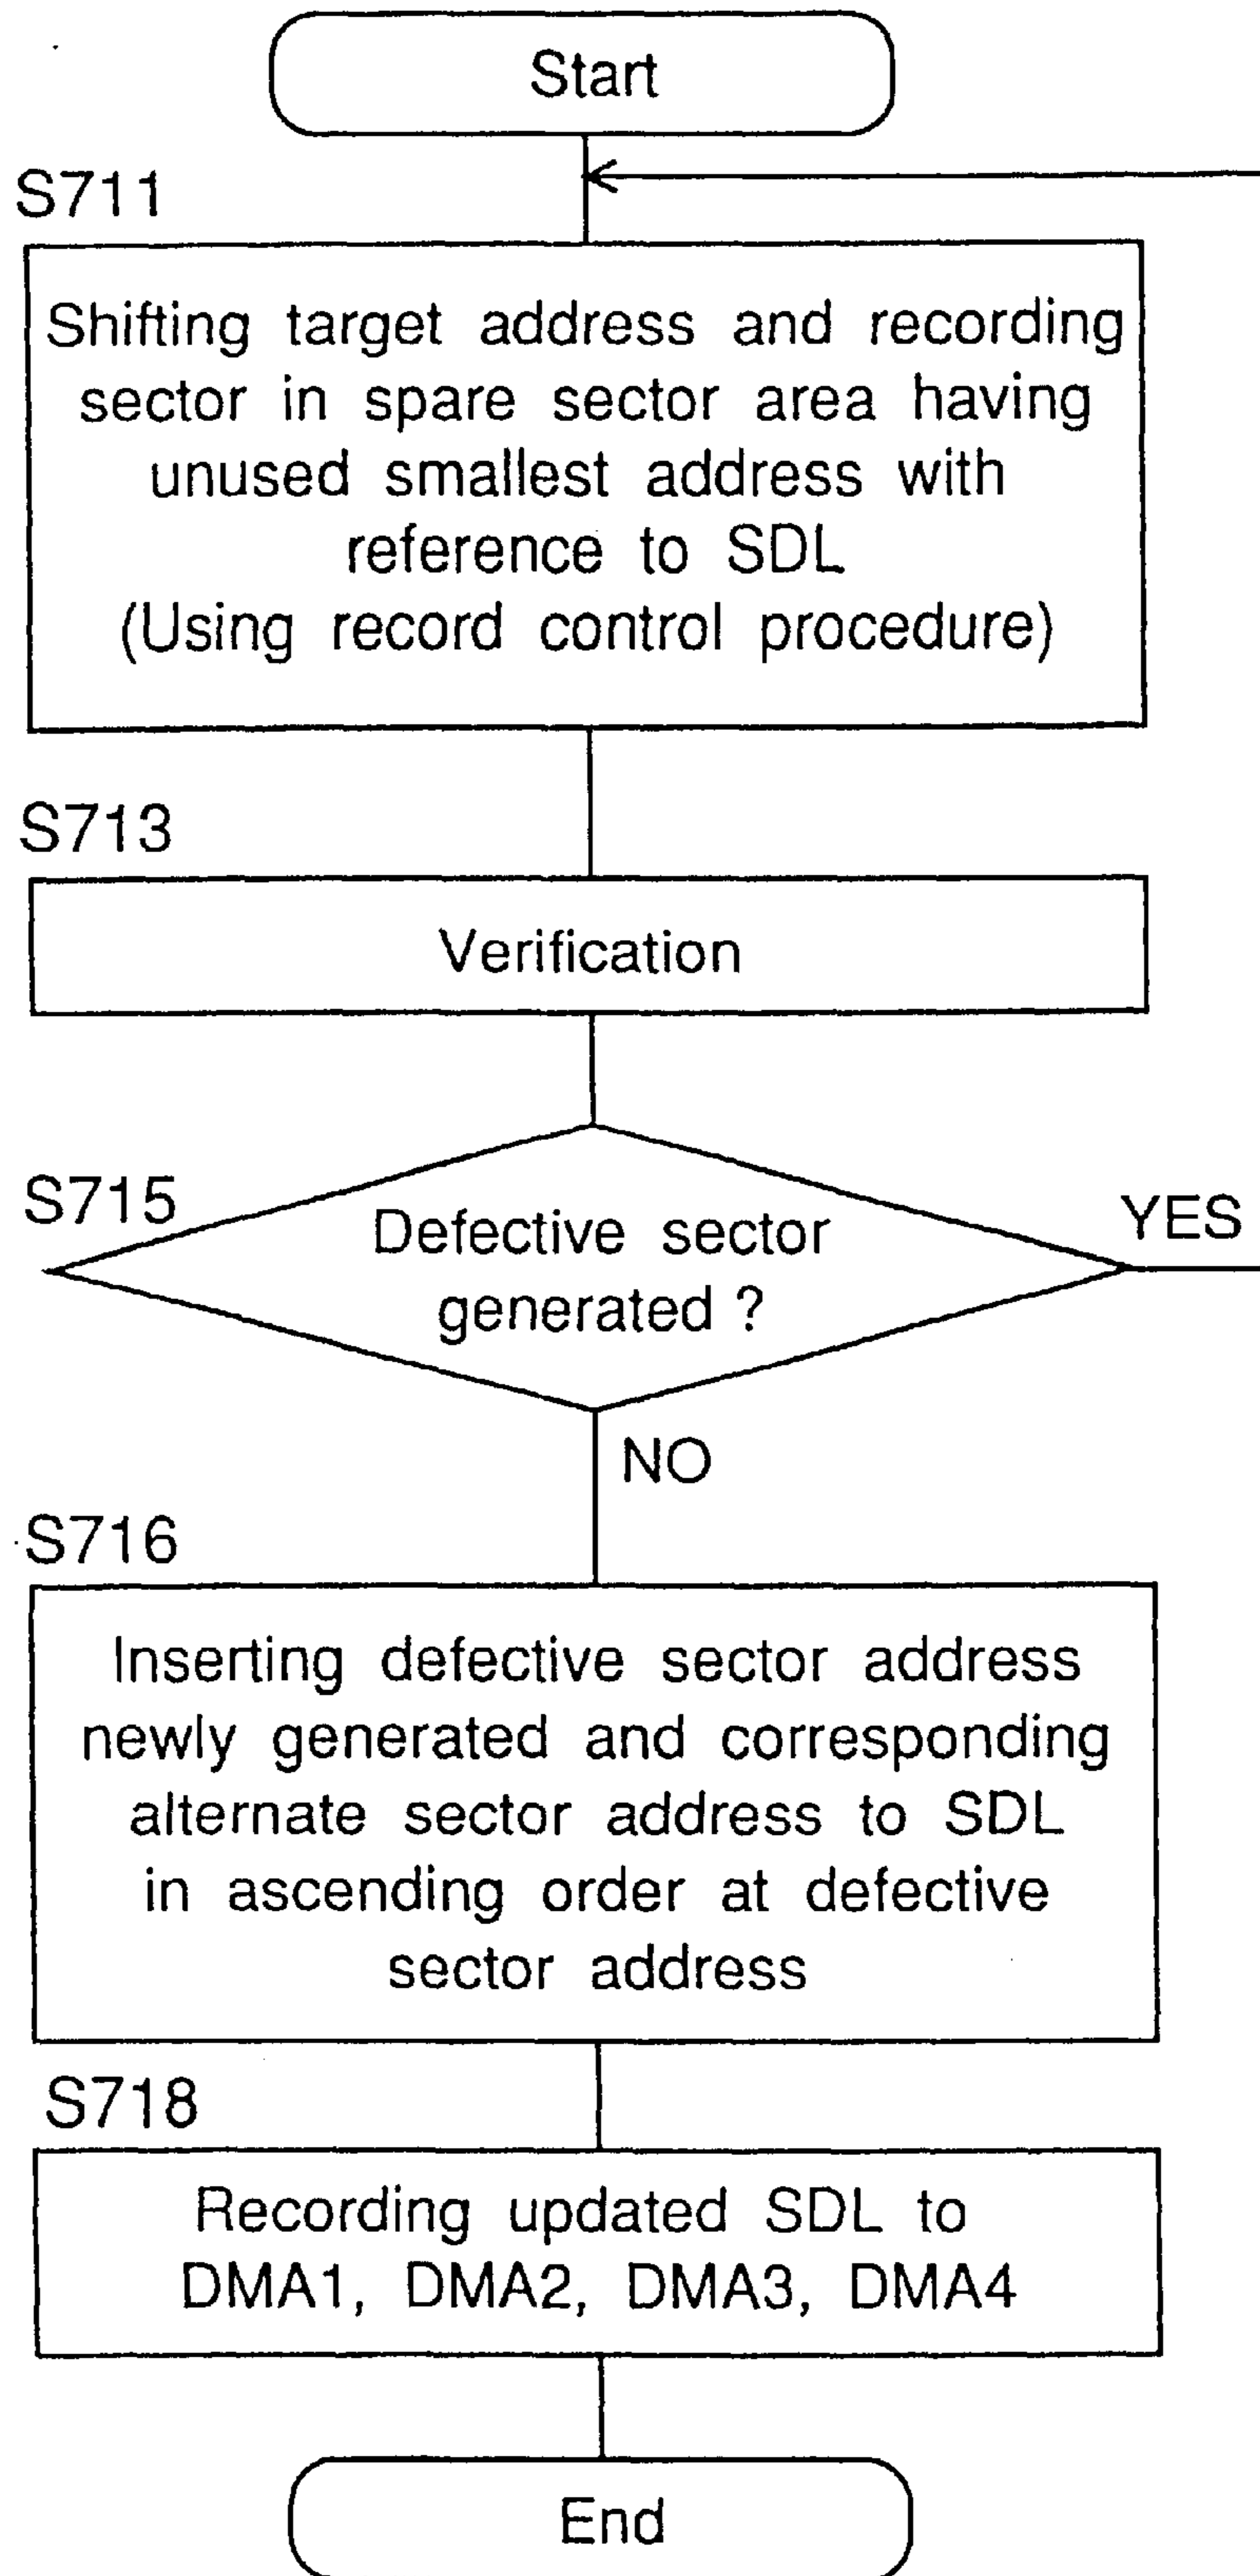 Start
S711
Shifting target address and recording
sector in spare sector area having
unused smallest address with
reference to SDL
(Using record control procedure)
S713
Verification
S715
Defective sector
generated ?
YES
NO
S716
Inserting defective sector address
newly generated and corresponding
alternate sector address to SDL
in ascending order at defective
sector address
S718
Recording updated SDL to
DMA1, DMA2, DMA3, DMA4
End